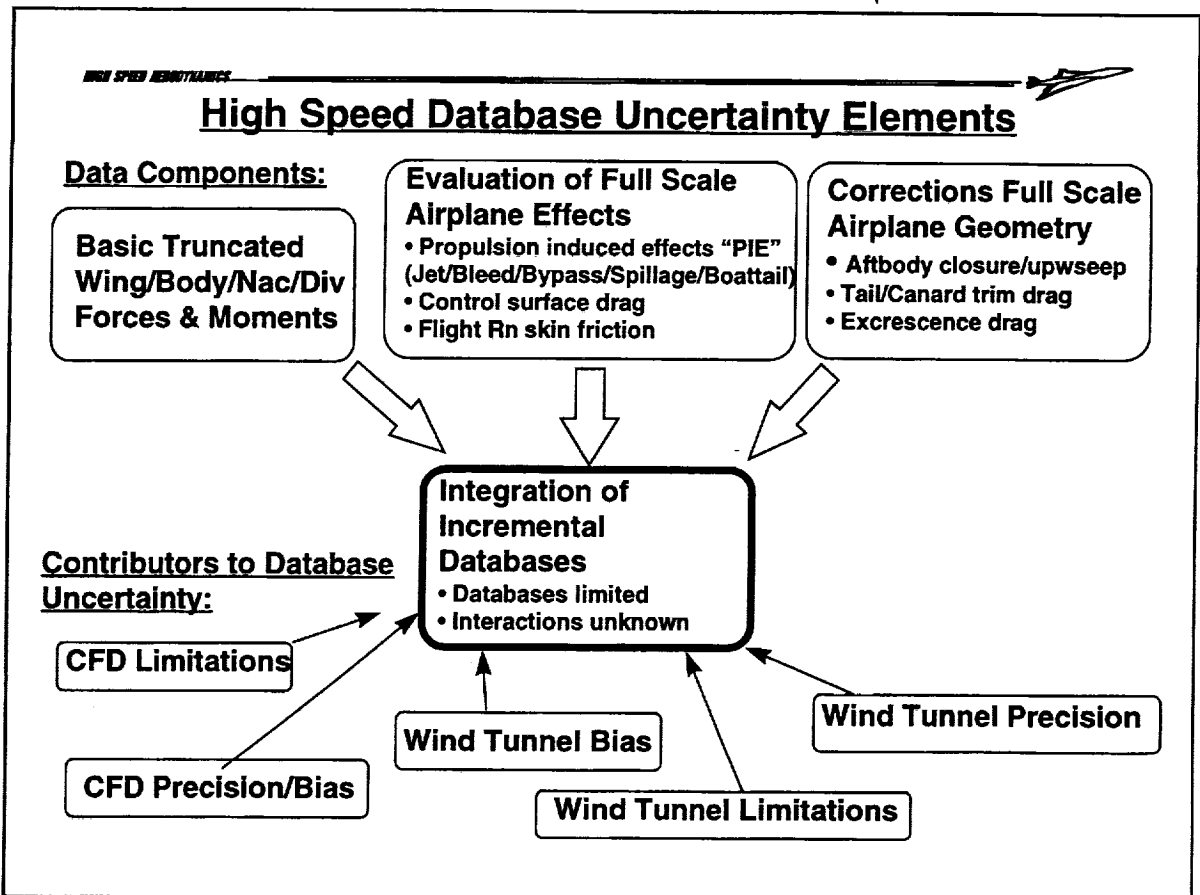 HIGH SPEED AERODYNAMICS
High Speed Database Uncertainty Elements
Data Components:
Basic Truncated
Wing/Body/Nac/Div
Forces & Moments
Evaluation of Full Scale
Airplane Effects
• Propulsion induced effects “PIE”
(Jet/Bleed/Bypass/Spillage/Boattail)
• Control surface drag
• Flight Rn skin friction
Corrections Full Scale
Airplane Geometry
• Aftbody closure/upwseep
• Tail/Canard trim drag
• Excrescence drag
Integration of
Incremental
Databases
• Databases limited
• Interactions unknown
Contributors to Database
Uncertainty:
CFD Limitations
CFD Precision/Bias
Wind Tunnel Bias
Wind Tunnel Limitations
Wind Tunnel Precision